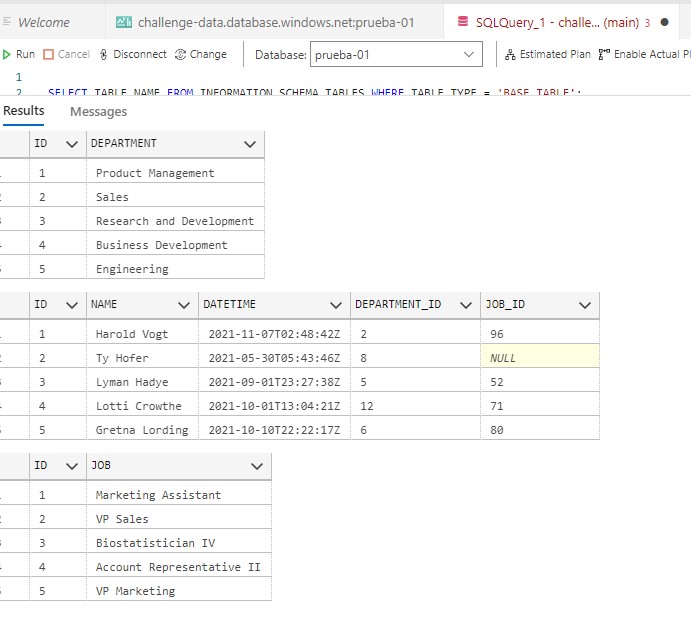 Welcome challenge-data.database.windows.net:prueba-01 SQLQuery_1 - challe... (main) 3
Run Cancel Disconnect Change Database: prueba-01 Estimated Plan Enable Actual Pl
1
2 SELECT TABLE_NAME FROM INFORMATION_SCHEMA.TABLES WHERE TABLE_TYPE = 'BASE TABLE';
Results Messages
ID DEPARTMENT
1 Product Management
2 Sales
3 Research and Development
4 Business Development
5 Engineering
ID NAME DATETIME DEPARTMENT_ID JOB_ID
1 Harold Vogt 2021-11-07T02:48:42Z 2 96
2 Ty Hofer 2021-05-30T05:43:46Z 8 NULL
3 Lyman Hadye 2021-09-01T23:27:38Z 5 52
4 Lotti Crowthe 2021-10-01T13:04:21Z 12 71
5 Gretna Lording 2021-10-10T22:22:17Z 6 80
ID JOB
1 Marketing Assistant
2 VP Sales
3 Biostatistician IV
4 Account Representative II
5 VP Marketing